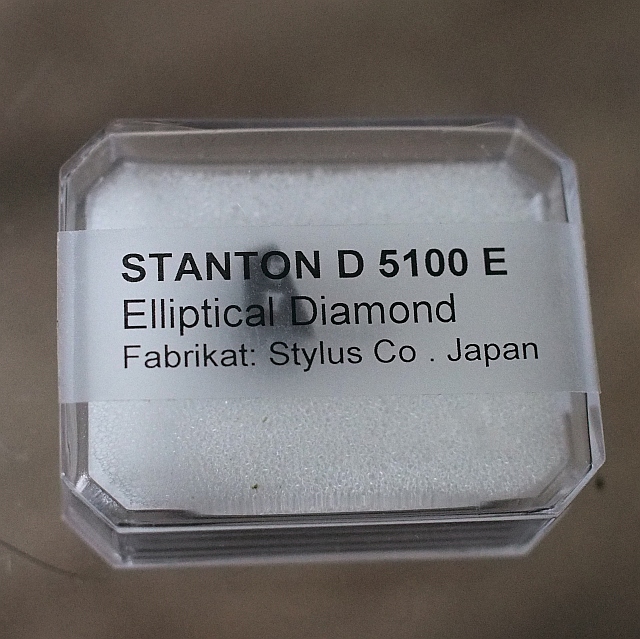 STANTON D 5100 E
Elliptical Diamond
Fabrikat: Stylus Co . Japan